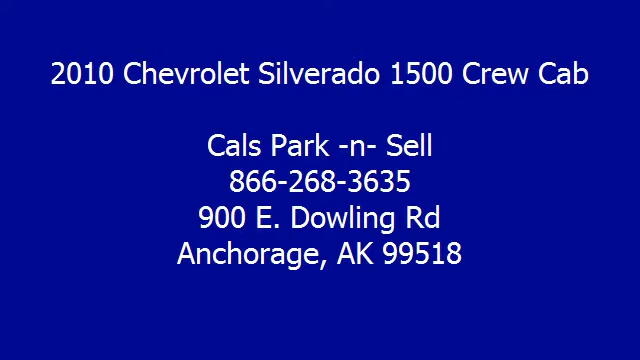 2010 Chevrolet Silverado 1500 Crew Cab
Cals Park -n- Sell
866-268-3635
900 E. Dowling Rd
Anchorage, AK 99518